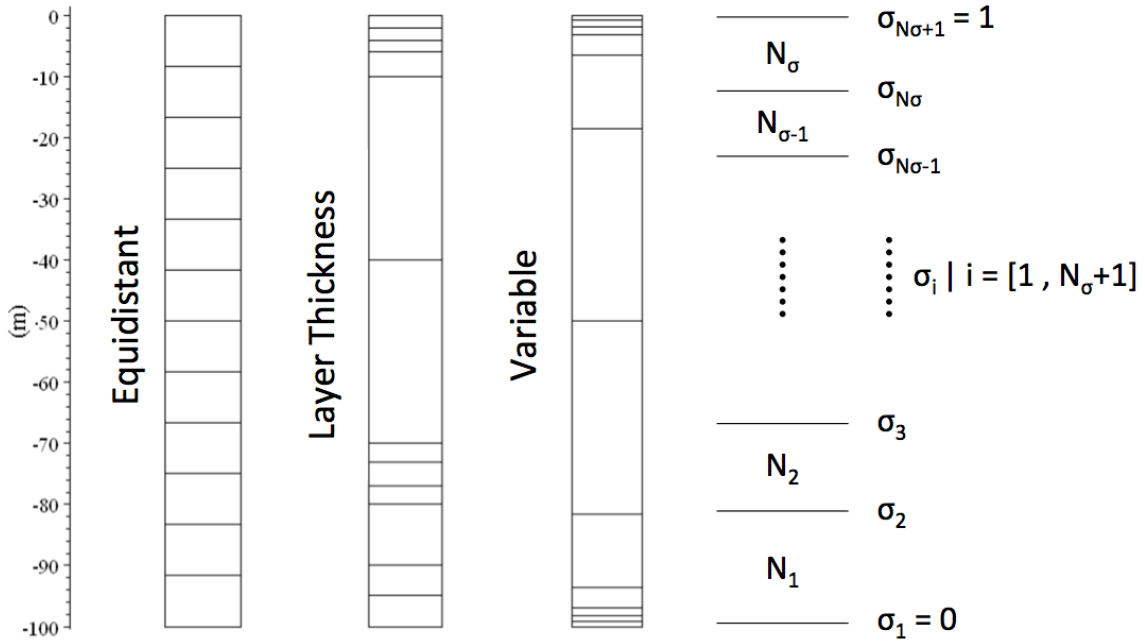 0
-10
-20
-30
-40
-50
-60
-70
-80
-90
-100
(m)
Equidistant
Layer Thickness
Variable
σNσ+1 = 1
Nσ
σNσ
Nσ-1
σNσ-1
σi | i = [1 , Nσ+1]
σ3
N2
σ2
N1
σ1 = 0